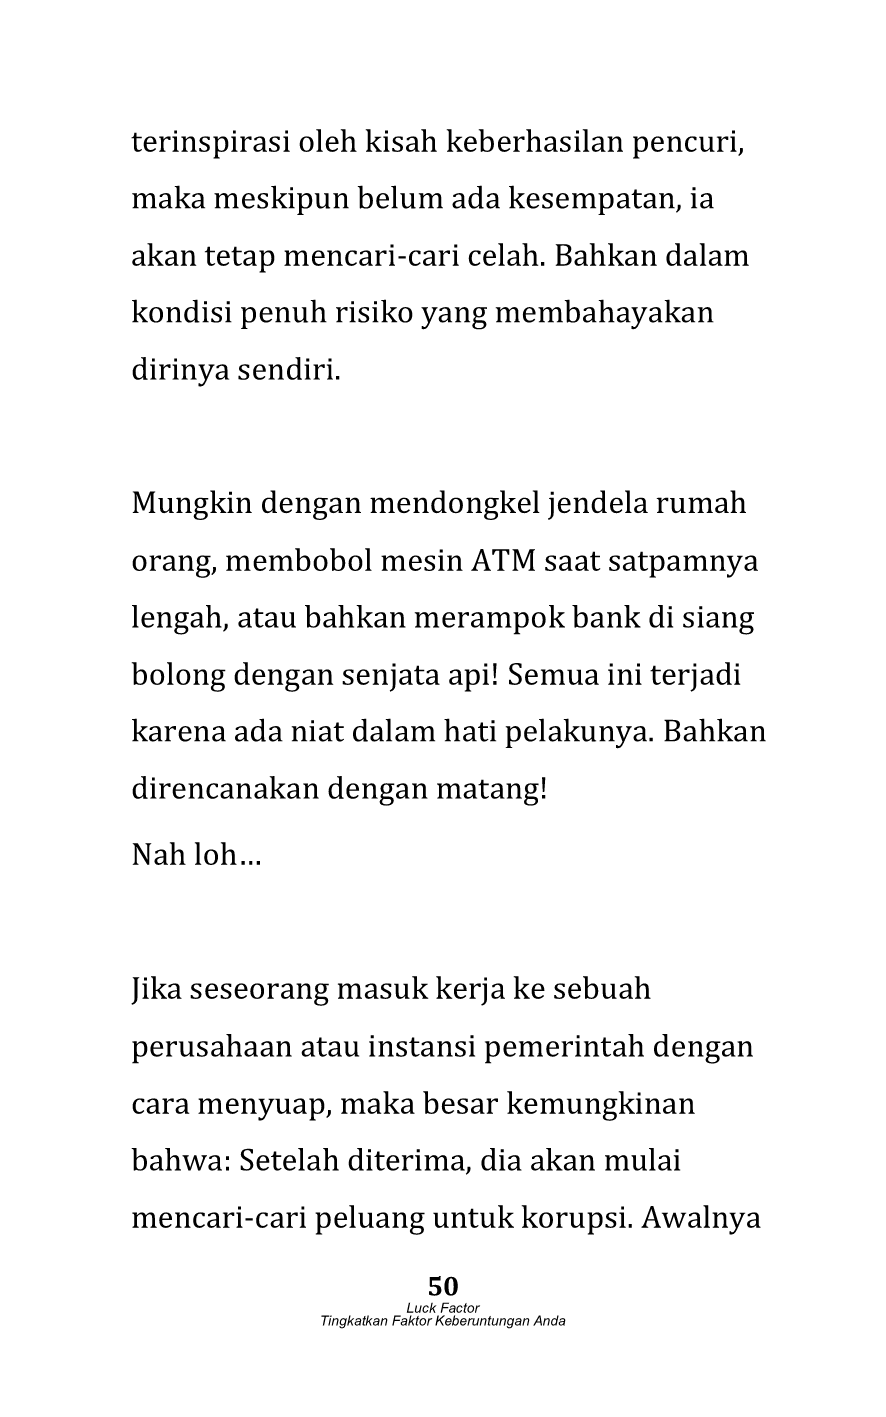 terinspirasi oleh kisah keberhasilan pencuri,
maka meskipun belum ada kesempatan, ia
akan tetap mencari-cari celah. Bahkan dalam
kondisi penuh risiko yang membahayakan
dirinya sendiri.
Mungkin dengan mendongkel jendela rumah
orang, membobol mesin ATM saat satpamnya
lengah, atau bahkan merampok bank di siang
bolong dengan senjata api! Semua ini terjadi
karena ada niat dalam hati pelakunya. Bahkan
direncanakan dengan matang!
Nah loh…
Jika seseorang masuk kerja ke sebuah
perusahaan atau instansi pemerintah dengan
cara menyuap, maka besar kemungkinan
bahwa: Setelah diterima, dia akan mulai
mencari-cari peluang untuk korupsi. Awalnya
50
Luck Factor
Tingkatkan Faktor Keberuntungan Anda